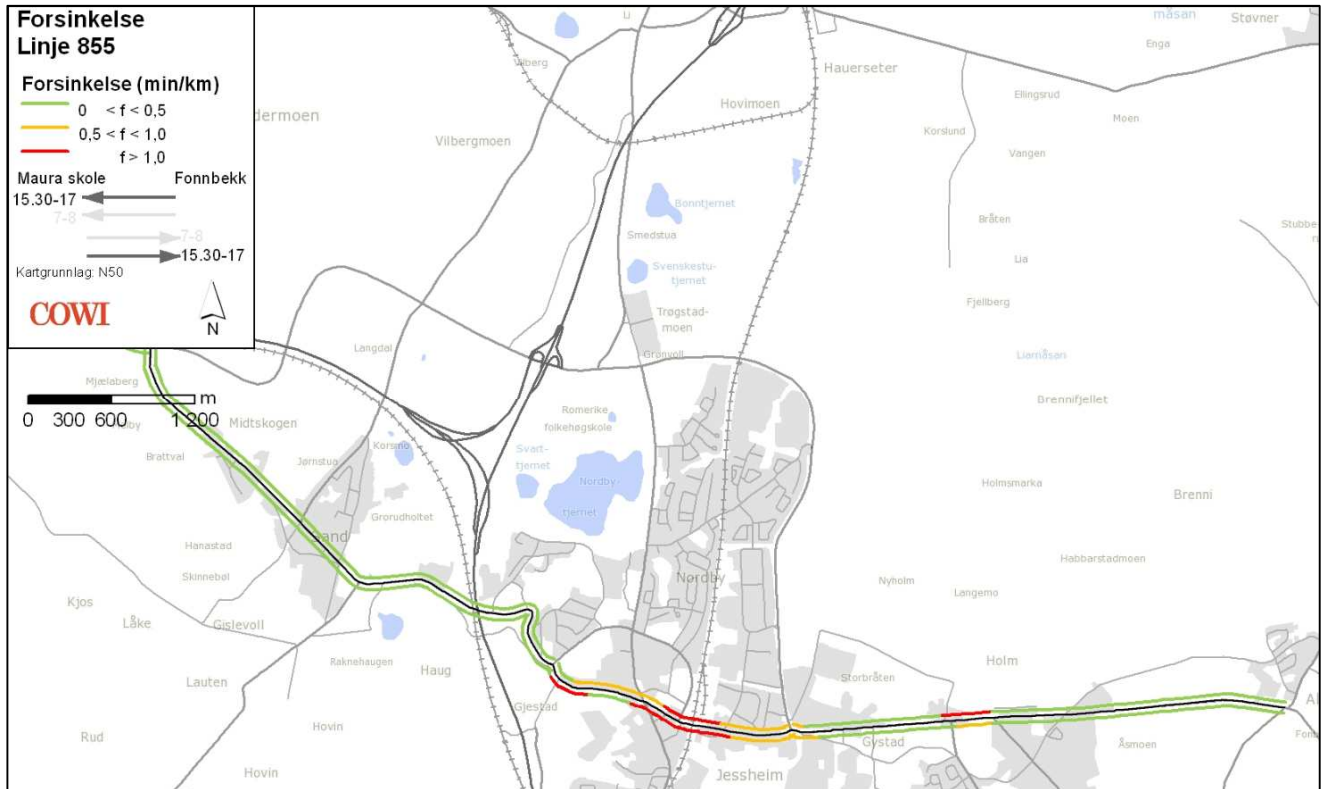 Forsinkelse
Linje 855
Forsinkelse (min/km)
0 < f < 0,5
0,5 < f < 1,0
f > 1,0
Maura skole Fonnbekk
15.30-17
7-8
7-8
15.30-17
Kartgrunnlag: N50
COWI
N
m
0 300 600 1 200
u
måsan
Støvner
Enga
Vilberg
Hauerseter
Ellingsrud
Hovimoen
dermoen
Moen
Korslund
Vilbergmoen
Vangen
Bonntjernet
Bråten
Smedstua
Lia
Svenskestu-
tjernet
Fjellberg
Trøgstad-
moen
Langdal
Grønvoll
Liamåsan
Mjælaberg
Brennifjellet
Romerike
folkehøgskole
Midtskogen
Korsmo
Svart-
tjernet
Brattval
Jørnstua
Nordby-
tjernet
Holmsmarka
Brenni
Grorudholtet
Sand
Hanastad
Habbarstadmoen
Skinnebøl
Nordby
Nyholm
Langemo
Kjos
Låke
Gislevoll
Raknehaugen
Haug
Holm
Storbråten
Lauten
Gjestad
Hovin
Rud
Gystad
Åsmoen
Hovin
Jessheim